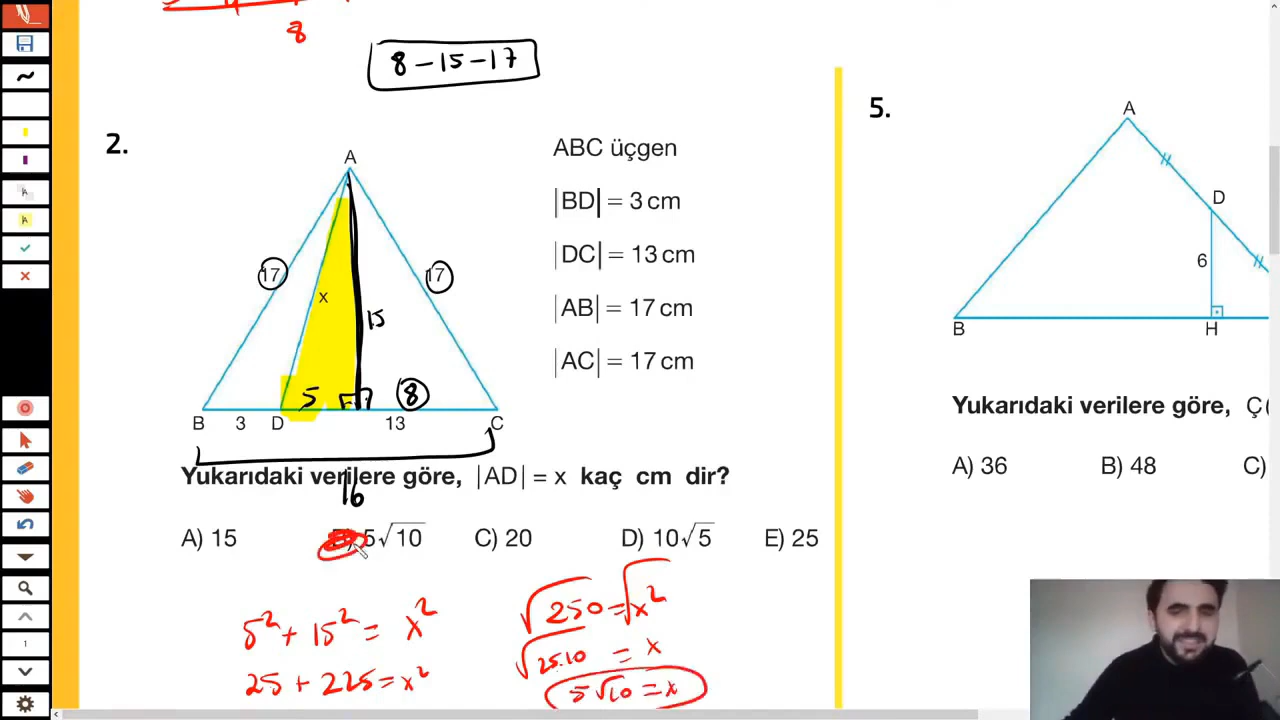 8
8 - 15 - 17
2.
A
17
17
x
15
5
8
B
3
D
13
C
16
ABC üçgen
|BD| = 3 cm
|DC| = 13 cm
|AB| = 17 cm
|AC| = 17 cm
Yukarıdaki verilere göre, |AD| = x kaç cm dir?
A) 15
B) 5√10
C) 20
D) 10√5
E) 25
5² + 15² = x²
25 + 225 = x²
√250 = √x²
√25.10 = x
5√10 = x
5.
A
D
6
B
H
Yukarıdaki verilere göre, Ç(
A) 36
B) 48
C)
1